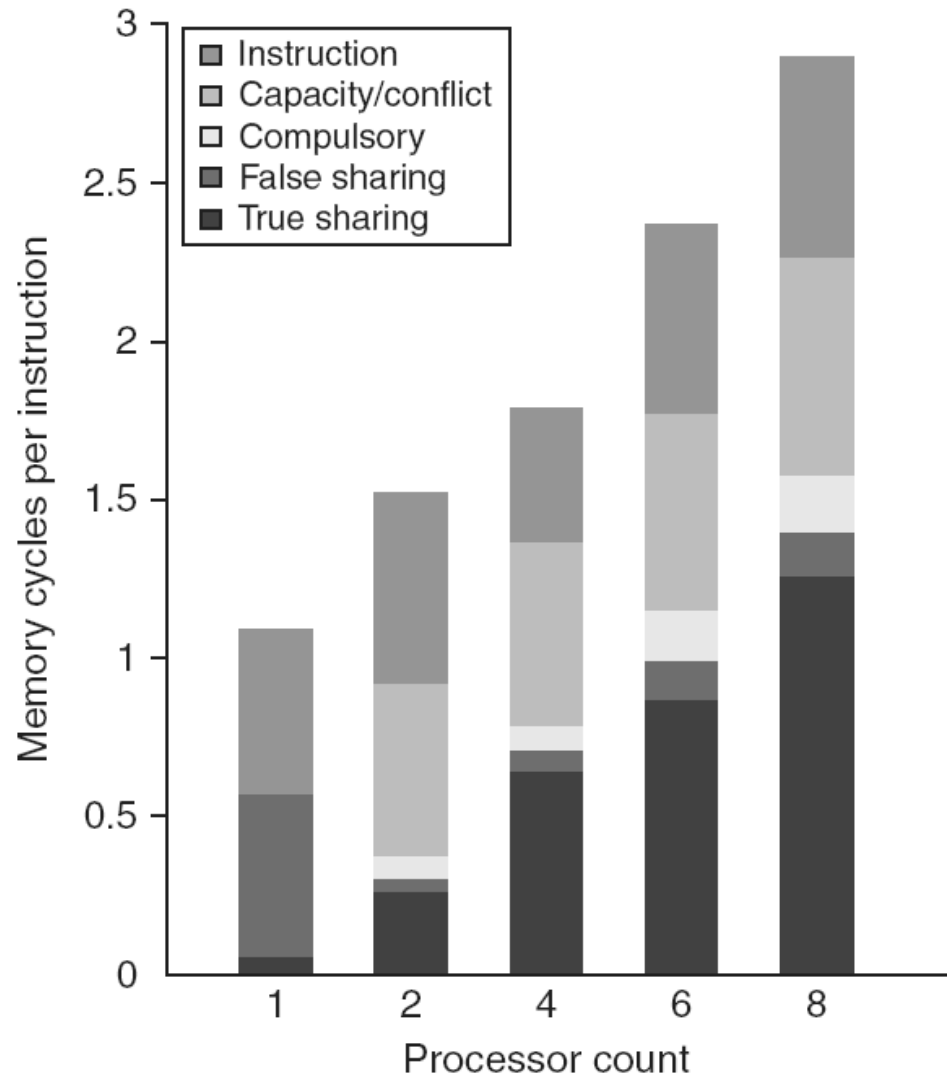 3
2.5
2
1.5
1
0.5
0
Memory cycles per instruction
Instruction
Capacity/conflict
Compulsory
False sharing
True sharing
1 2 4 6 8
Processor count